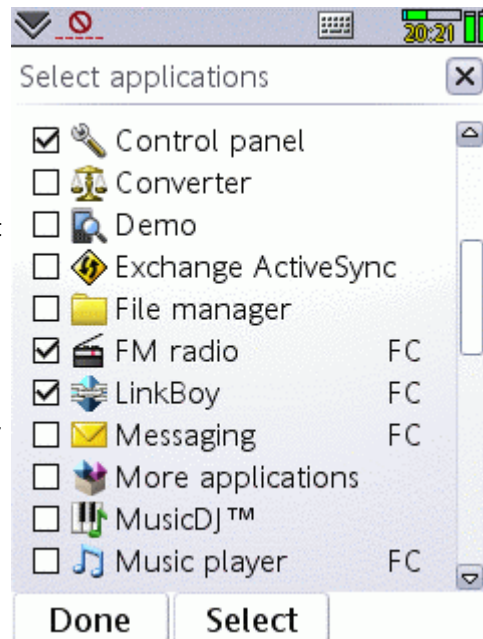 20:21
Select applications
Control panel
Converter
Demo
Exchange ActiveSync
File manager
FM radio FC
LinkBoy FC
Messaging FC
More applications
MusicDJ™
Music player FC
Done Select